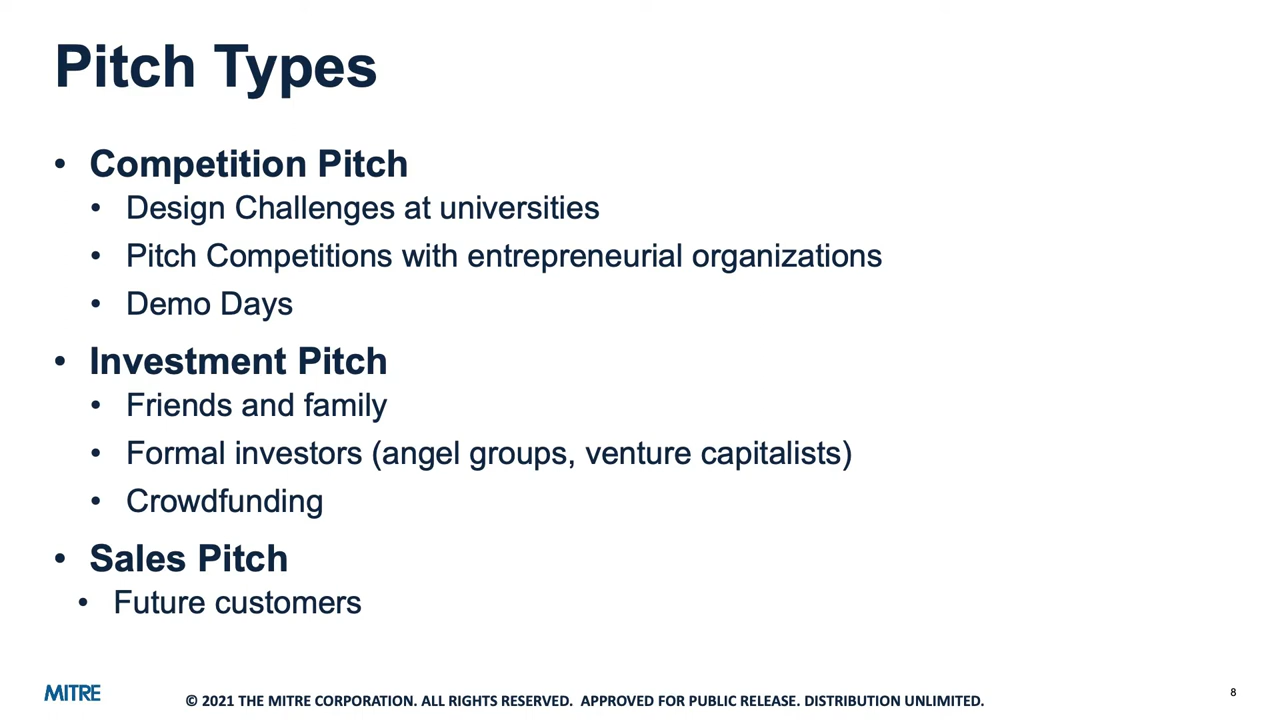 Pitch Types
• Competition Pitch
• Design Challenges at universities
• Pitch Competitions with entrepreneurial organizations
• Demo Days
• Investment Pitch
• Friends and family
• Formal investors (angel groups, venture capitalists)
• Crowdfunding
• Sales Pitch
• Future customers
MITRE
© 2021 THE MITRE CORPORATION. ALL RIGHTS RESERVED. APPROVED FOR PUBLIC RELEASE. DISTRIBUTION UNLIMITED.
8